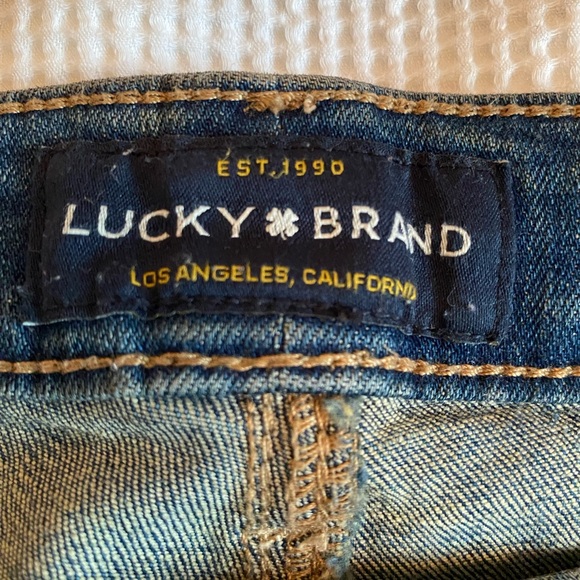 EST. 1990
LUCKY BRAND
LOS ANGELES, CALIFORNIA